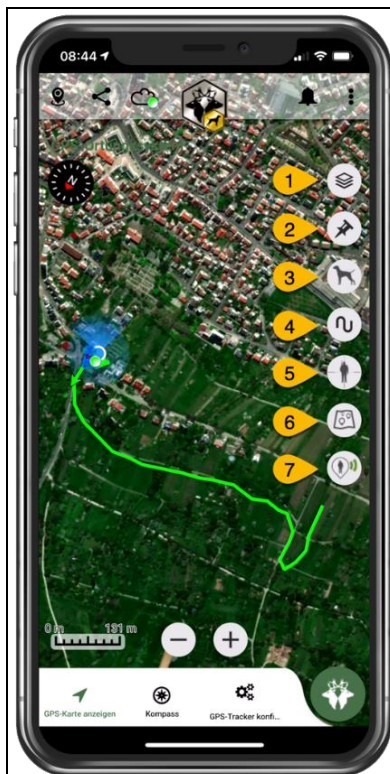 08:44
N
1
2
3
4
5
6
7
0 m 131 m
GPS-Karte anzeigen
Kompass
GPS-Tracker konfi...